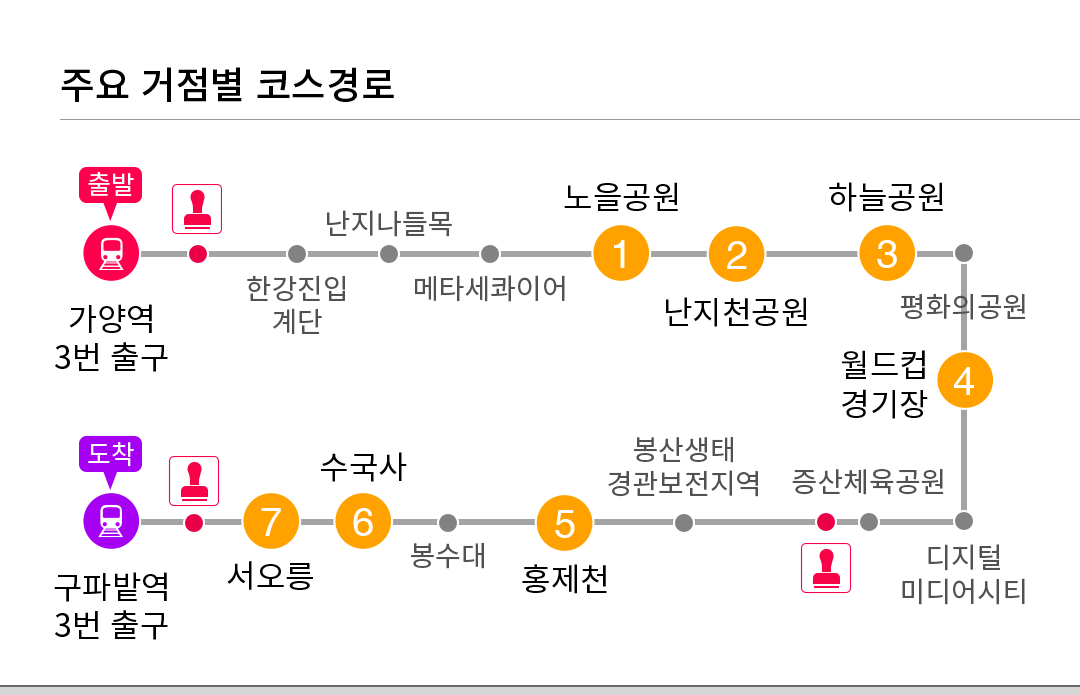 주요 거점별 코스경로
출발
가양역
3번 출구
한강진입
계단
난지나들목
메타세콰이어
노을공원
1
2
난지천공원
하늘공원
3
평화의공원
월드컵
경기장
4
디지털
미디어시티
증산체육공원
봉산생태
경관보전지역
5
홍제천
봉수대
수국사
6
7
서오릉
도착
구파발역
3번 출구